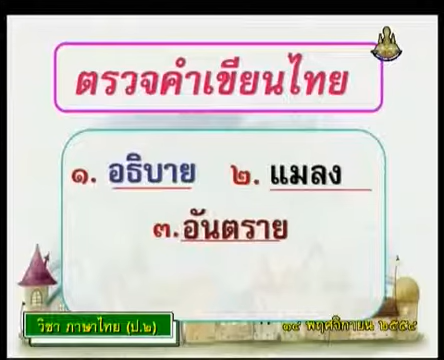 ตรวจคำเขียนไทย
๑. อธิบาย ๒. แมลง
๓. อันตราย
วิชา ภาษาไทย (ป.๒)
๑๔ พฤศจิกายน ๒๕๕๔